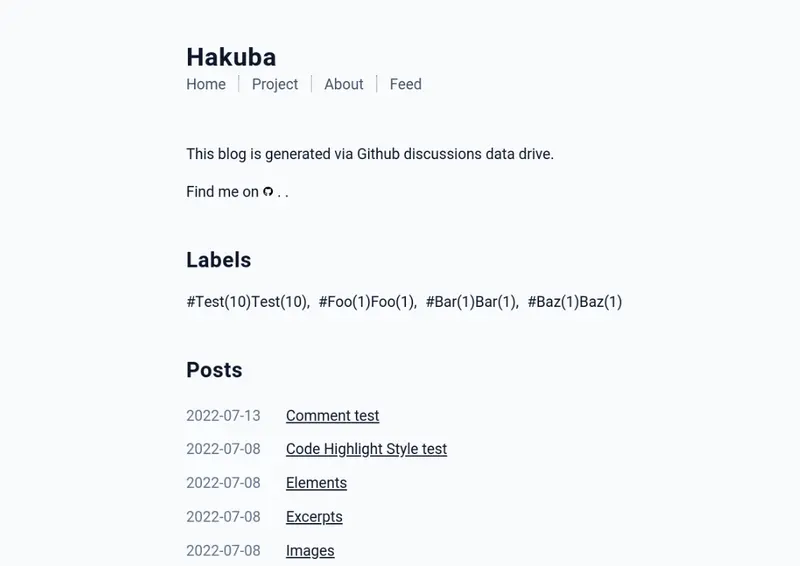 Hakuba
Home Project About Feed
This blog is generated via Github discussions data drive.
Find me on . .
Labels
#Test(10)Test(10), #Foo(1)Foo(1), #Bar(1)Bar(1), #Baz(1)Baz(1)
Posts
2022-07-13 Comment test
2022-07-08 Code Highlight Style test
2022-07-08 Elements
2022-07-08 Excerpts
2022-07-08 Images